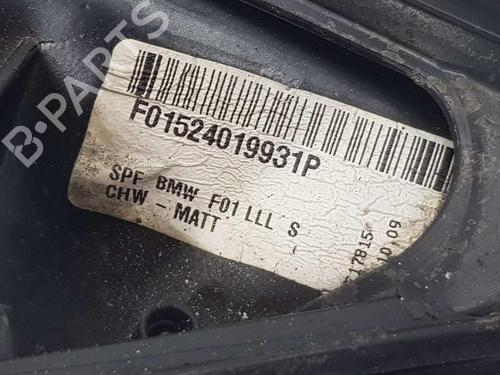 B-PARTS
F01524019931P
SPF BMW F01 LLL S
CHW - MATT
17815
10.09